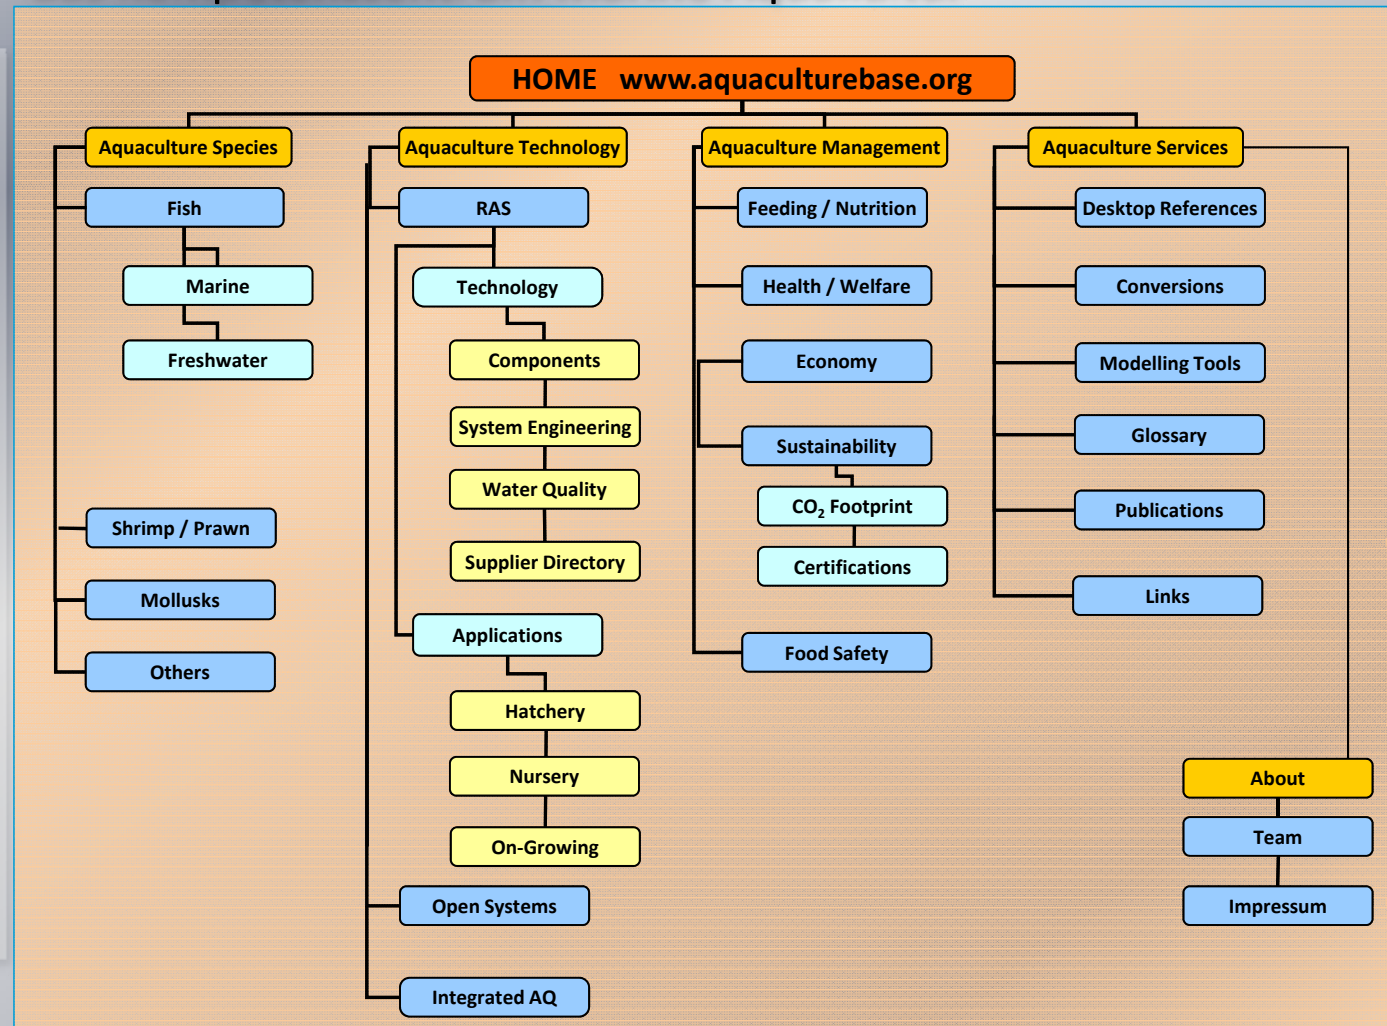 HOME www.aquaculturebase.org
Aquaculture Species
Fish
Marine
Freshwater
Shrimp / Prawn
Mollusks
Others
Aquaculture Technology
RAS
Technology
Components
System Engineering
Water Quality
Supplier Directory
Applications
Hatchery
Nursery
On-Growing
Open Systems
Integrated AQ
Aquaculture Management
Feeding / Nutrition
Health / Welfare
Economy
Sustainability
CO₂ Footprint
Certifications
Food Safety
Aquaculture Services
Desktop References
Conversions
Modelling Tools
Glossary
Publications
Links
About
Team
Impressum